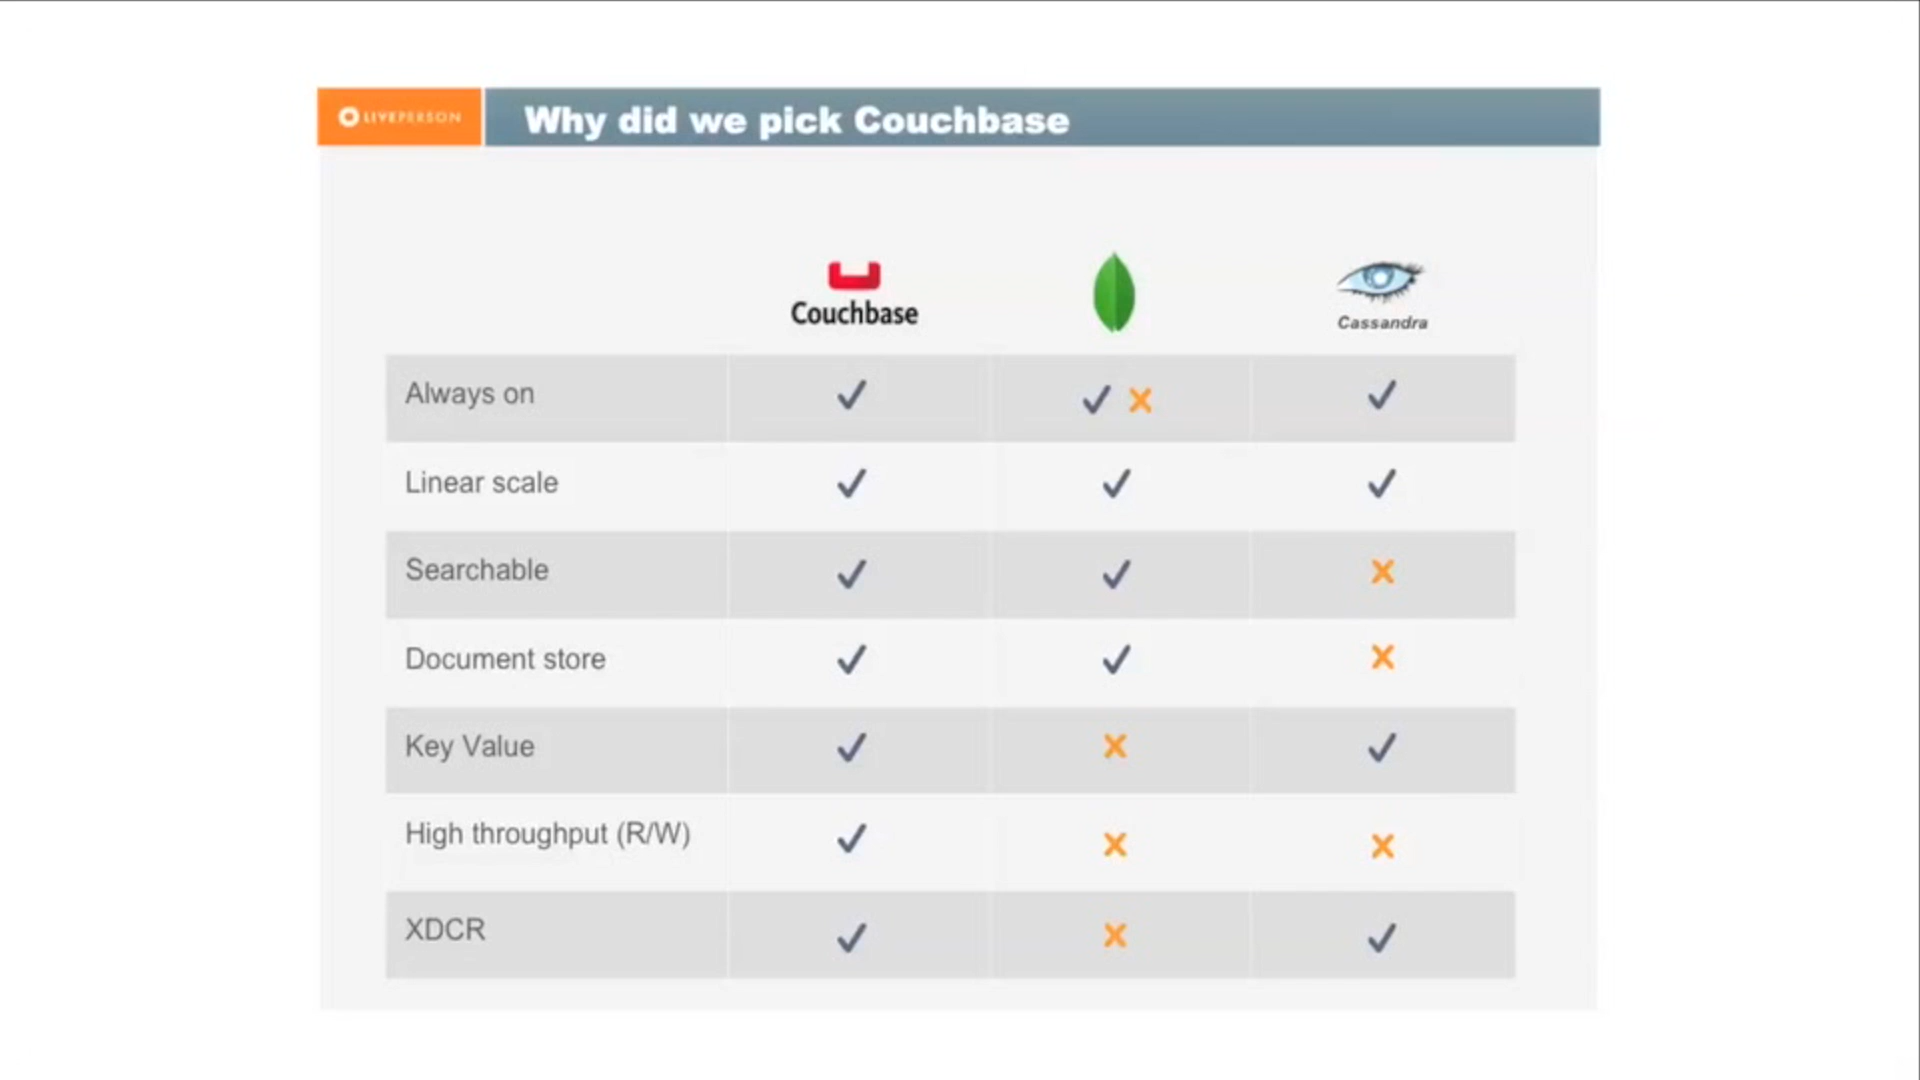 LIVEPERSON
Why did we pick Couchbase
Couchbase
Cassandra
Always on
Linear scale
Searchable
Document store
Key Value
High throughput (R/W)
XDCR